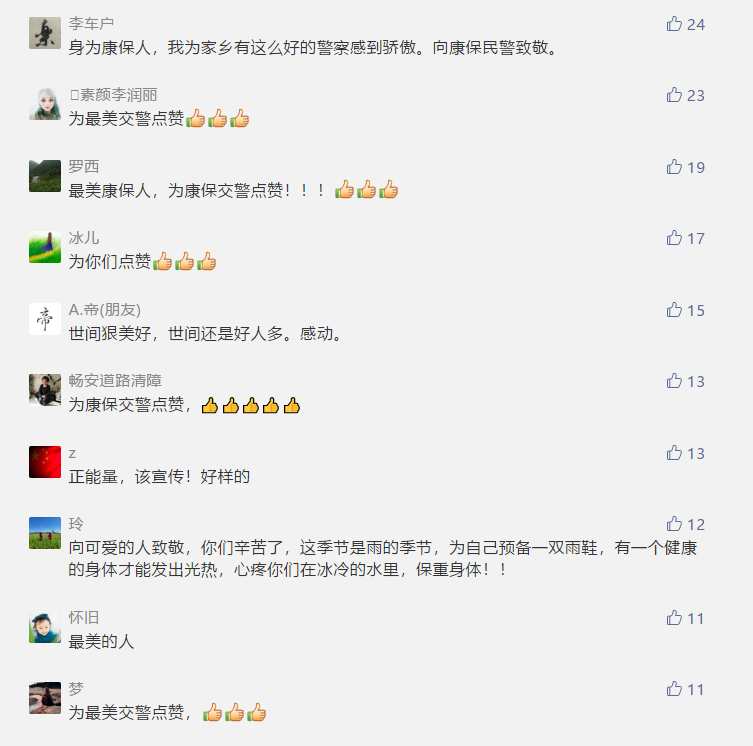 李车户
24
身为康保人，我为家乡有这么好的警察感到骄傲。向康保民警致敬。
素颜李润丽
23
为最美交警点赞👍👍👍
罗西
19
最美康保人，为康保交警点赞！！！👍👍👍
冰儿
17
为你们点赞👍👍👍
帝
A.帝(朋友)
15
世间狠美好，世间还是好人多。感动。
畅安道路清障
13
为康保交警点赞，👍👍👍👍👍
z
13
正能量，该宣传！好样的
玲
12
向可爱的人致敬，你们辛苦了，这季节是雨的季节，为自己预备一双雨鞋，有一个健康
的身体才能发出光热，心疼你们在冰冷的水里，保重身体！！
怀旧
11
最美的人
梦
11
为最美交警点赞，👍👍👍